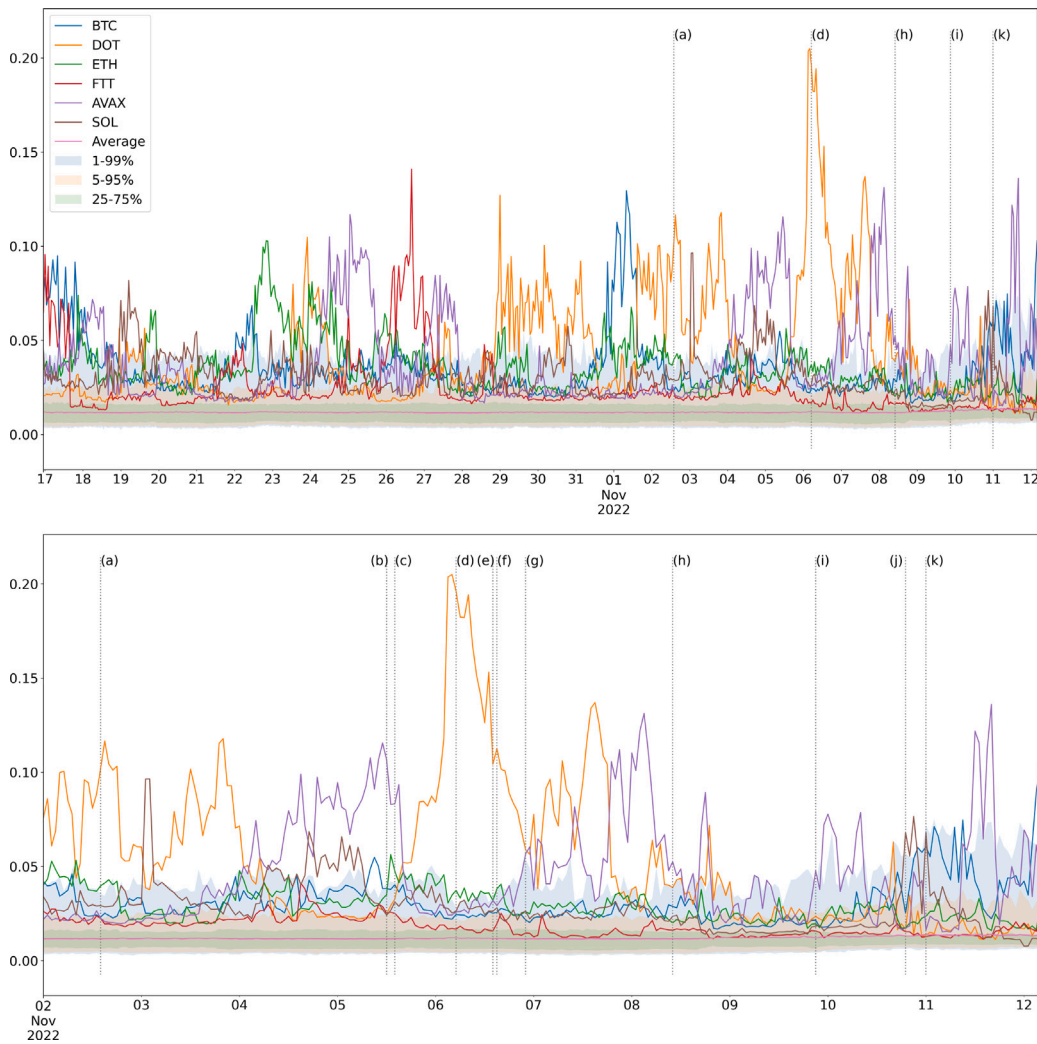 BTC
DOT
ETH
FTT
AVAX
SOL
Average
1-99%
5-95%
25-75%
(a) (d) (h) (i) (k)
0.20
0.15
0.10
0.05
0.00
17 18 19 20 21 22 23 24 25 26 27 28 29 30 31 01 02 03 04 05 06 07 08 09 10 11 12
Nov
2022
(a) (b) (c) (d) (e) (f) (g) (h) (i) (j) (k)
0.20
0.15
0.10
0.05
0.00
02 03 04 05 06 07 08 09 10 11 12
Nov
2022